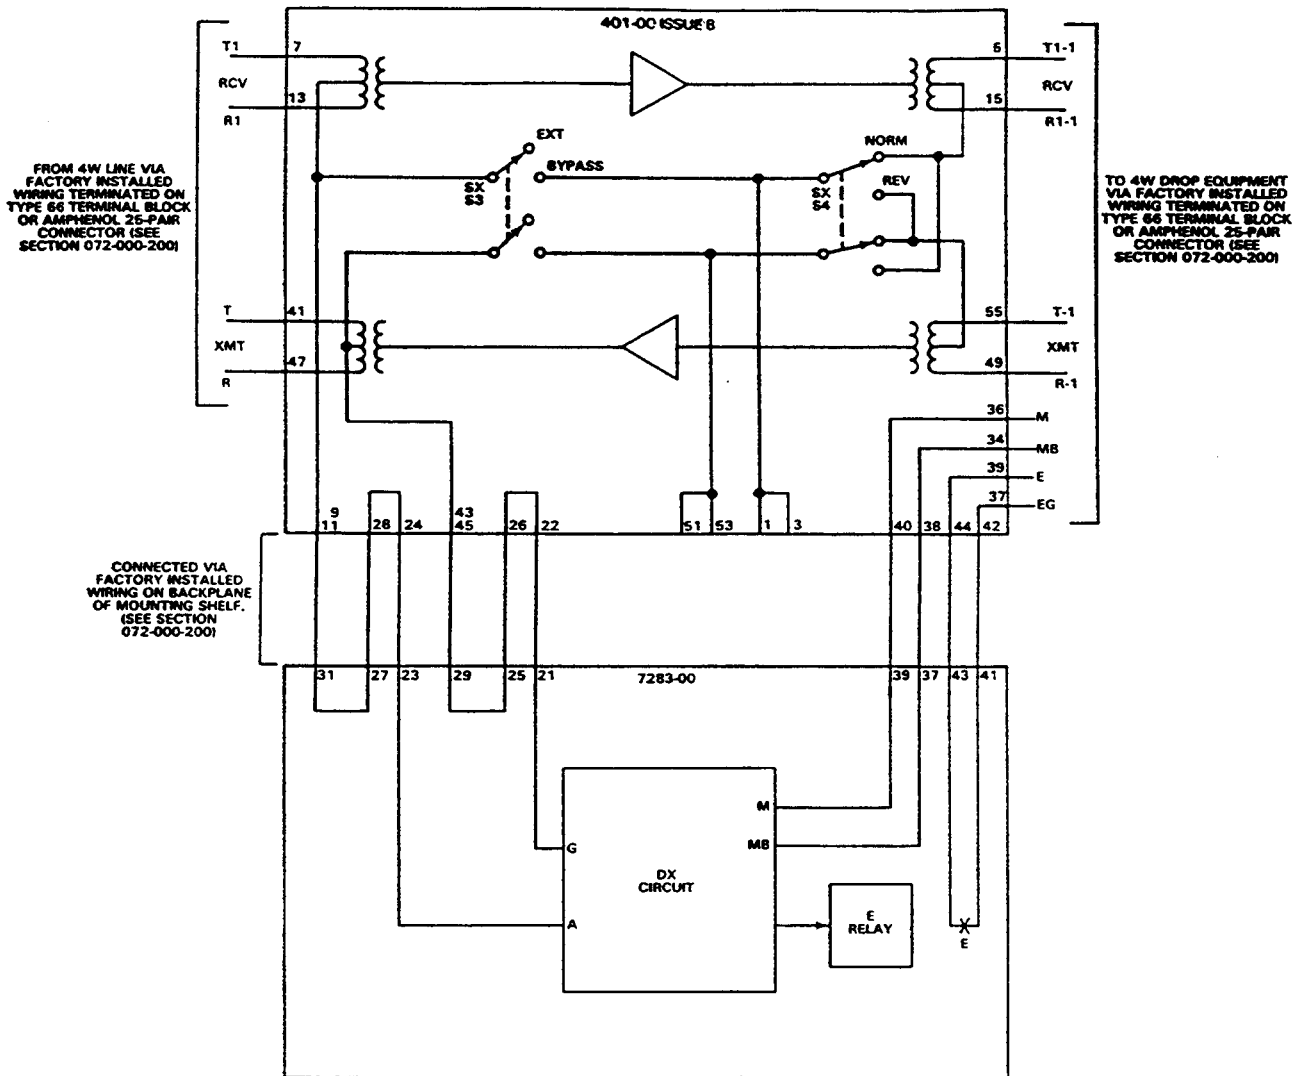 401-00 ISSUE B
T1
7
RCV
13
R1
5
T1-1
RCV
15
R1-1
EXT
BYPASS
SX
S3
NORM
REV
SX
S4
FROM 4W LINE VIA
FACTORY INSTALLED
WIRING TERMINATED ON
TYPE 66 TERMINAL BLOCK
OR AMPHENOL 25-PAIR
CONNECTOR (SEE
SECTION 072-000-200)
TO 4W DROP EQUIPMENT
VIA FACTORY INSTALLED
WIRING TERMINATED ON
TYPE 66 TERMINAL BLOCK
OR AMPHENOL 25-PAIR
CONNECTOR (SEE
SECTION 072-000-200)
T
41
XMT
47
R
55
T-1
XMT
49
R-1
36
M
34
MB
39
E
37
EG
9
11
28
24
43
45
26
22
51
53
1
3
40
38
44
42
CONNECTED VIA
FACTORY INSTALLED
WIRING ON BACKPLANE
OF MOUNTING SHELF.
(SEE SECTION
072-000-200)
31
27
23
29
25
21
7283-00
39
37
43
41
M
MB
G
A
DX
CIRCUIT
E
RELAY
E